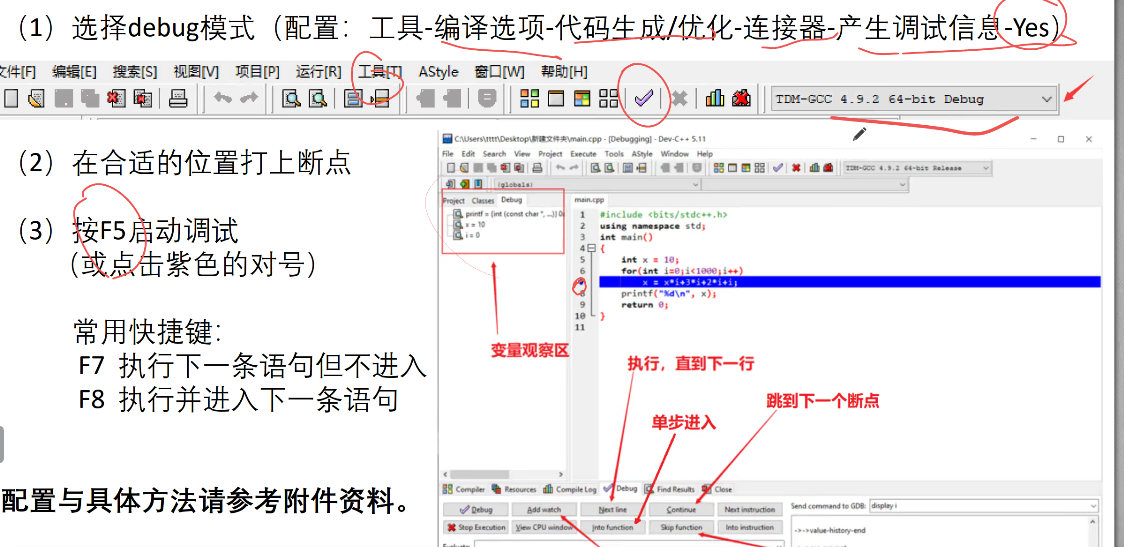 （1）选择debug模式（配置：工具-编译选项-代码生成/优化-连接器-产生调试信息-Yes）
文件[F] 编辑[E] 搜索[S] 视图[V] 项目[P] 运行[R] 工具[T] AStyle 窗口[W] 帮助[H]
TDM-GCC 4.9.2 64-bit Debug
（2）在合适的位置打上断点
（3）按F5启动调试
（或点击紫色的对号）
常用快捷键：
F7 执行下一条语句但不进入
F8 执行并进入下一条语句
配置与具体方法请参考附件资料。
C:\Users\tttt\Desktop\新建文件夹\main.cpp - [Debugging] - Dev-C++ 5.11
File Edit Search View Project Execute Tools AStyle Window Help
TDM-GCC 4.9.2 64-bit Release
(globals)
Project Classes Debug
printf = {int (const char *, ...)} 0
x = 10
i = 0
main.cpp
1 #include <bits/stdc++.h>
2 using namespace std;
3 int main()
4 {
5 int x = 10;
6 for(int i=0;i<1000;i++)
x = x*i+3*i+2*i+i;
8 printf("%d\n", x);
9 return 0;
10 }
11
变量观察区
执行，直到下一行
跳到下一个断点
单步进入
Compiler Resources Compile Log Debug Find Results Close
Debug Add watch Next line Continue Next instruction
Stop Execution View CPU window Into function Skip function Into instruction
Send command to GDB: display i
->->value-history-end
Evaluate: